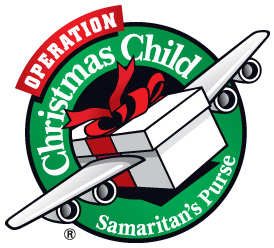 OPERATION
Christmas Child
Samaritan's Purse
®